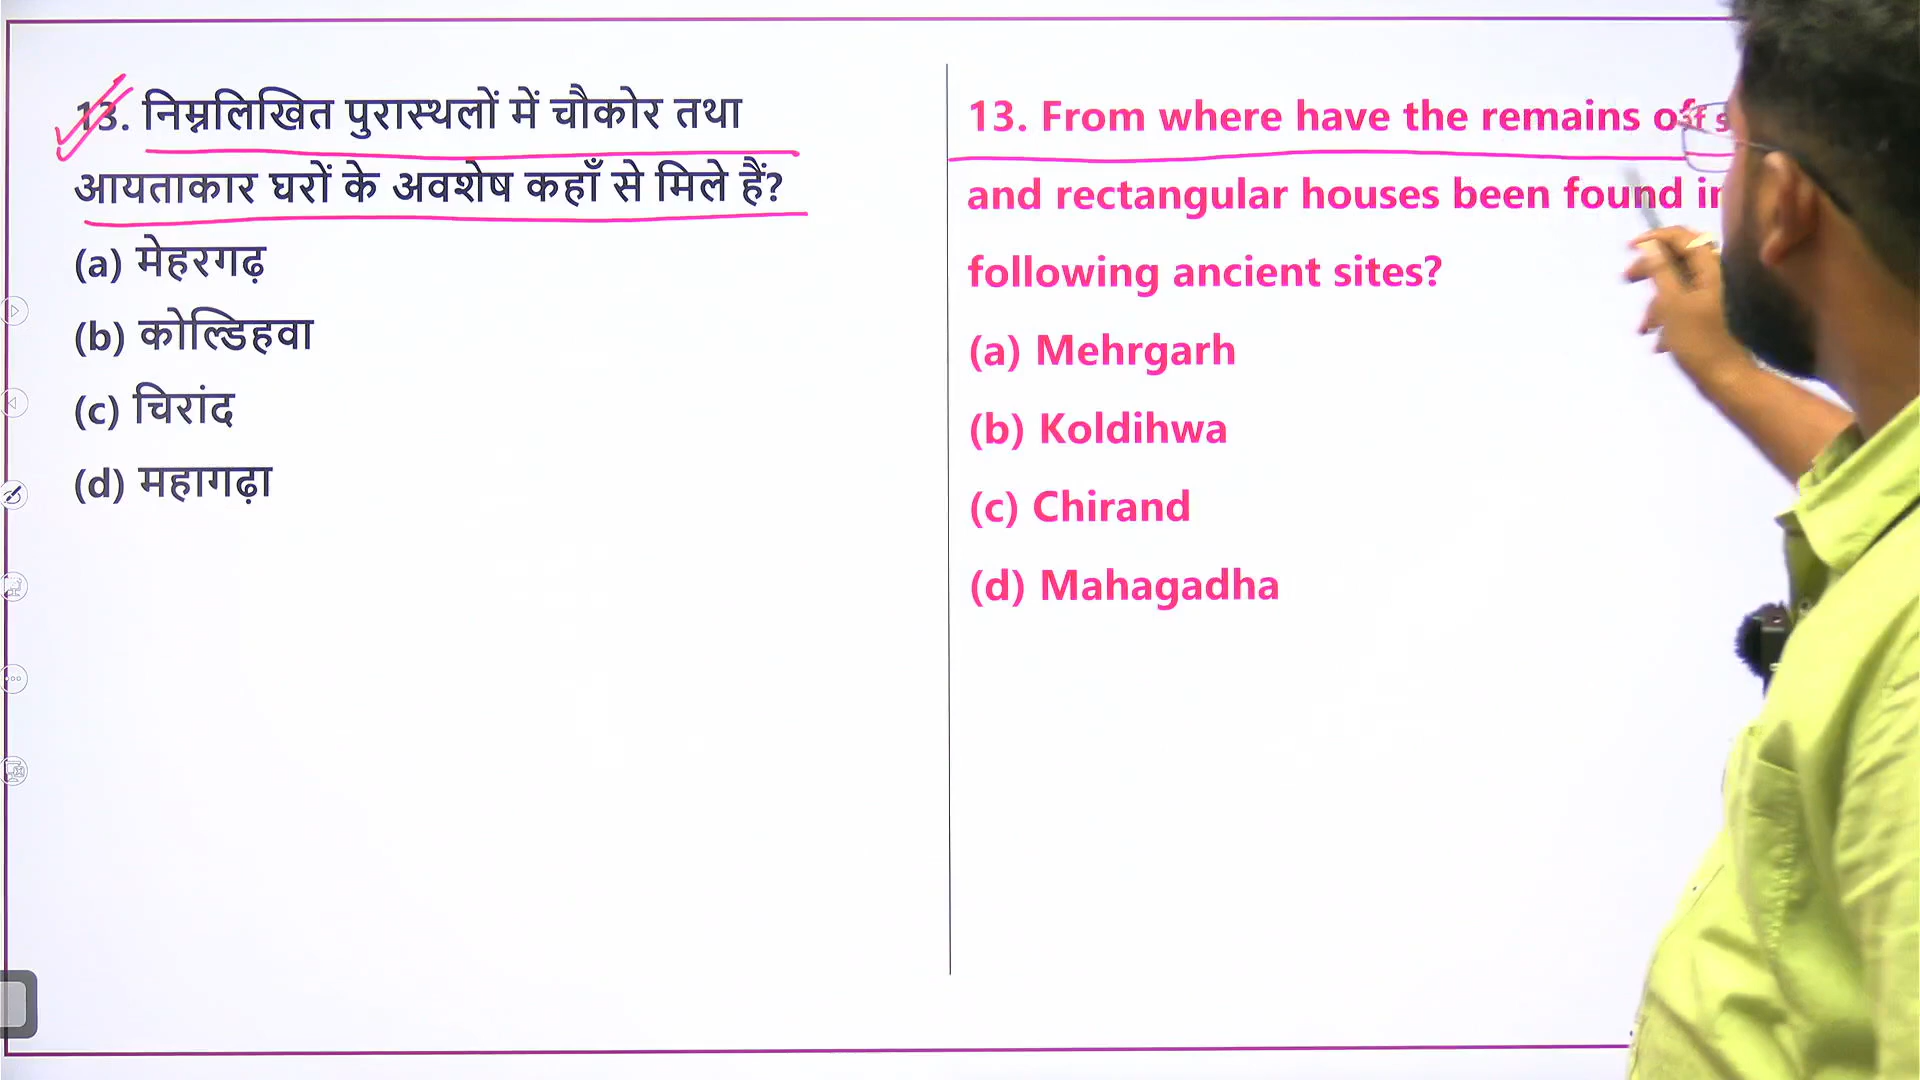 13. निम्नलिखित पुरास्थलों में चौकोर तथा
आयताकार घरों के अवशेष कहाँ से मिले हैं?
(a) मेहरगढ़
(b) कोल्डिहवा
(c) चिरांद
(d) महागढ़ा
13. From where have the remains of
and rectangular houses been found in
following ancient sites?
(a) Mehrgarh
(b) Koldihwa
(c) Chirand
(d) Mahagadha